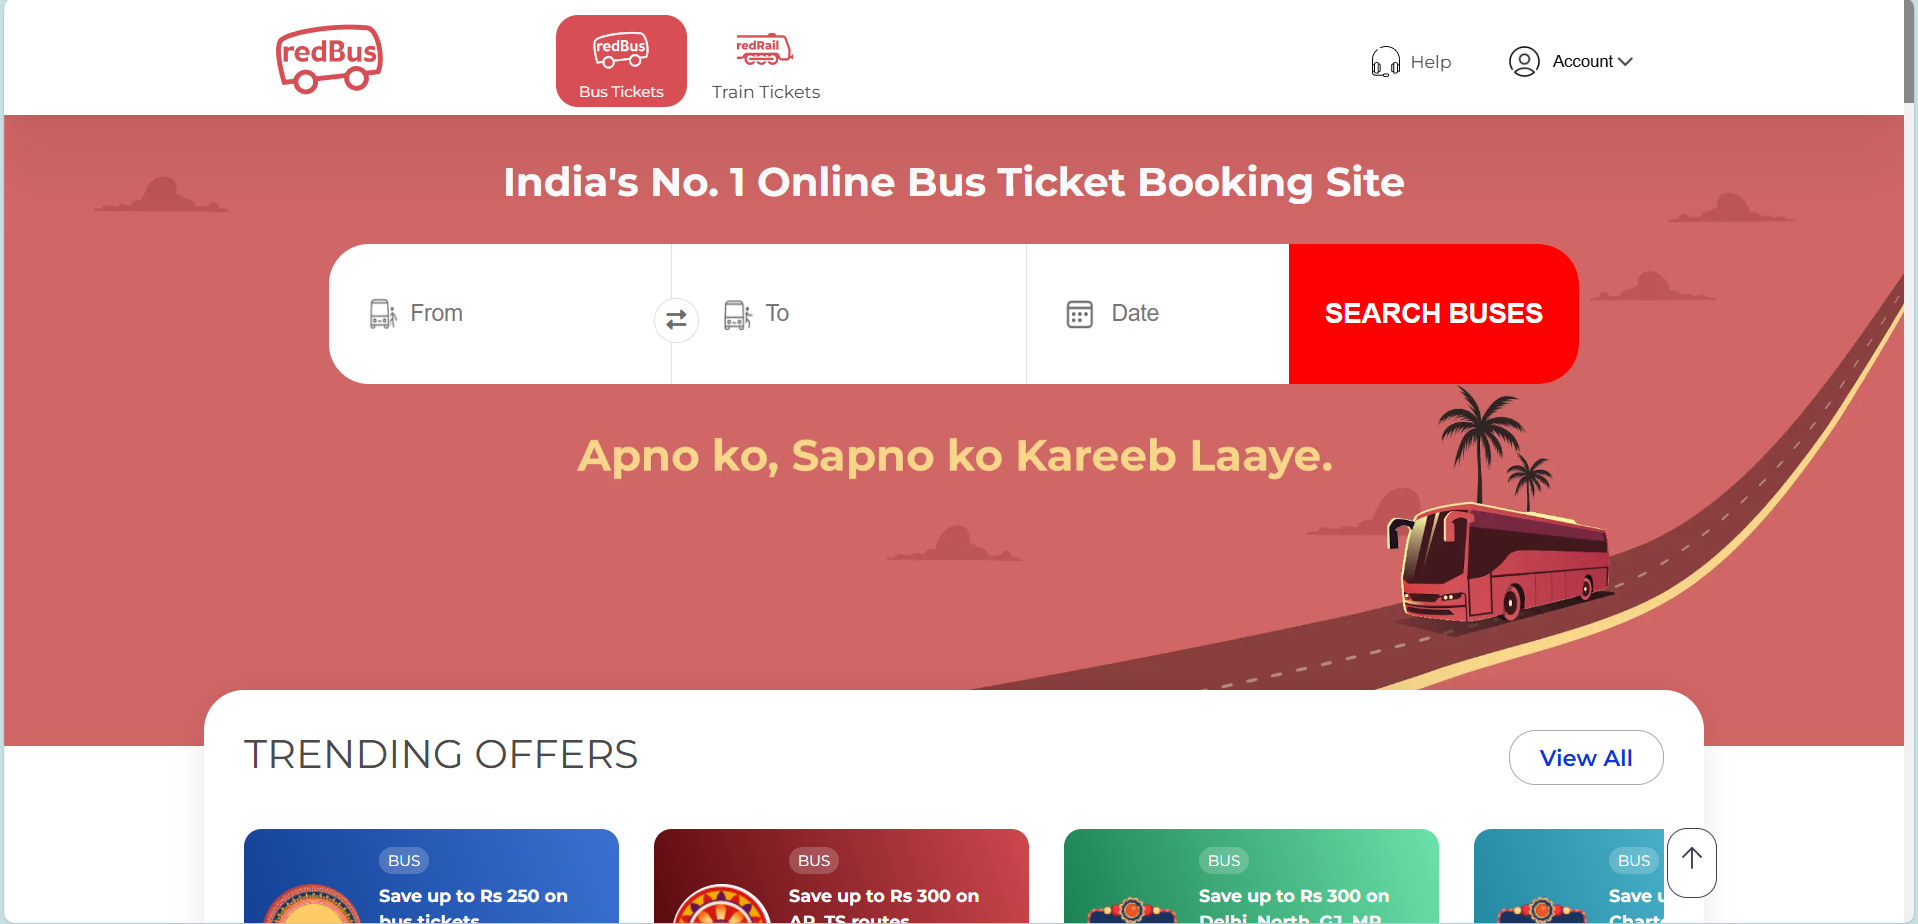 redBus
redBus
Bus Tickets
redRail
Train Tickets
Help
Account
India's No. 1 Online Bus Ticket Booking Site
From
To
Date
SEARCH BUSES
Apno ko, Sapno ko Kareeb Laaye.
TRENDING OFFERS
View All
BUS
Save up to Rs 250 on
bus tickets
BUS
Save up to Rs 300 on
AP, TS routes
BUS
Save up to Rs 300 on
Delhi, North, GJ, MP
BUS
Save u
Charte